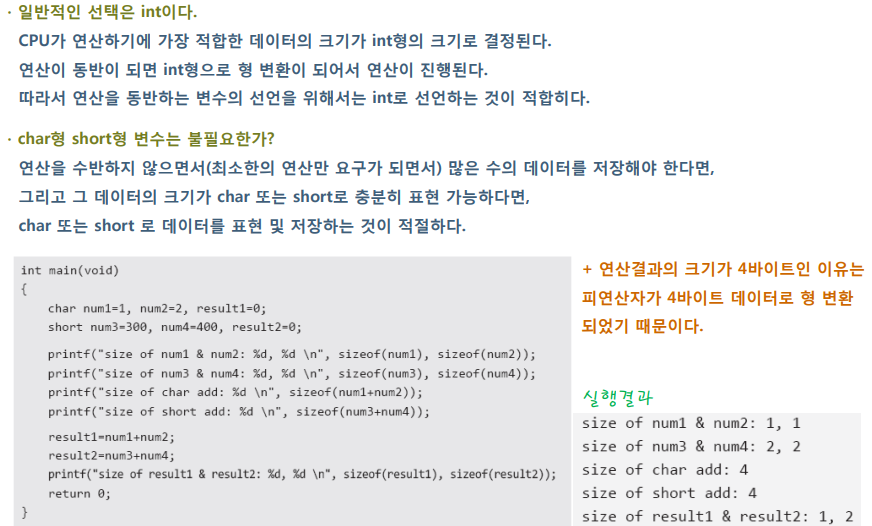 · 일반적인 선택은 int이다.
CPU가 연산하기에 가장 적합한 데이터의 크기가 int형의 크기로 결정된다.
연산이 동반이 되면 int형으로 형 변환이 되어서 연산이 진행된다.
따라서 연산을 동반하는 변수의 선언을 위해서는 int로 선언하는 것이 적합히다.
· char형 short형 변수는 불필요한가?
연산을 수반하지 않으면서(최소한의 연산만 요구가 되면서) 많은 수의 데이터를 저장해야 한다면,
그리고 그 데이터의 크기가 char 또는 short로 충분히 표현 가능하다면,
char 또는 short 로 데이터를 표현 및 저장하는 것이 적절하다.
int main(void)
{
char num1=1, num2=2, result1=0;
short num3=300, num4=400, result2=0;
printf("size of num1 & num2: %d, %d \n", sizeof(num1), sizeof(num2));
printf("size of num3 & num4: %d, %d \n", sizeof(num3), sizeof(num4));
printf("size of char add: %d \n", sizeof(num1+num2));
printf("size of short add: %d \n", sizeof(num3+num4));
result1=num1+num2;
result2=num3+num4;
printf("size of result1 & result2: %d, %d \n", sizeof(result1), sizeof(result2));
return 0;
}
+ 연산결과의 크기가 4바이트인 이유는
피연산자가 4바이트 데이터로 형 변환
되었기 때문이다.
실행결과
size of num1 & num2: 1, 1
size of num3 & num4: 2, 2
size of char add: 4
size of short add: 4
size of result1 & result2: 1, 2